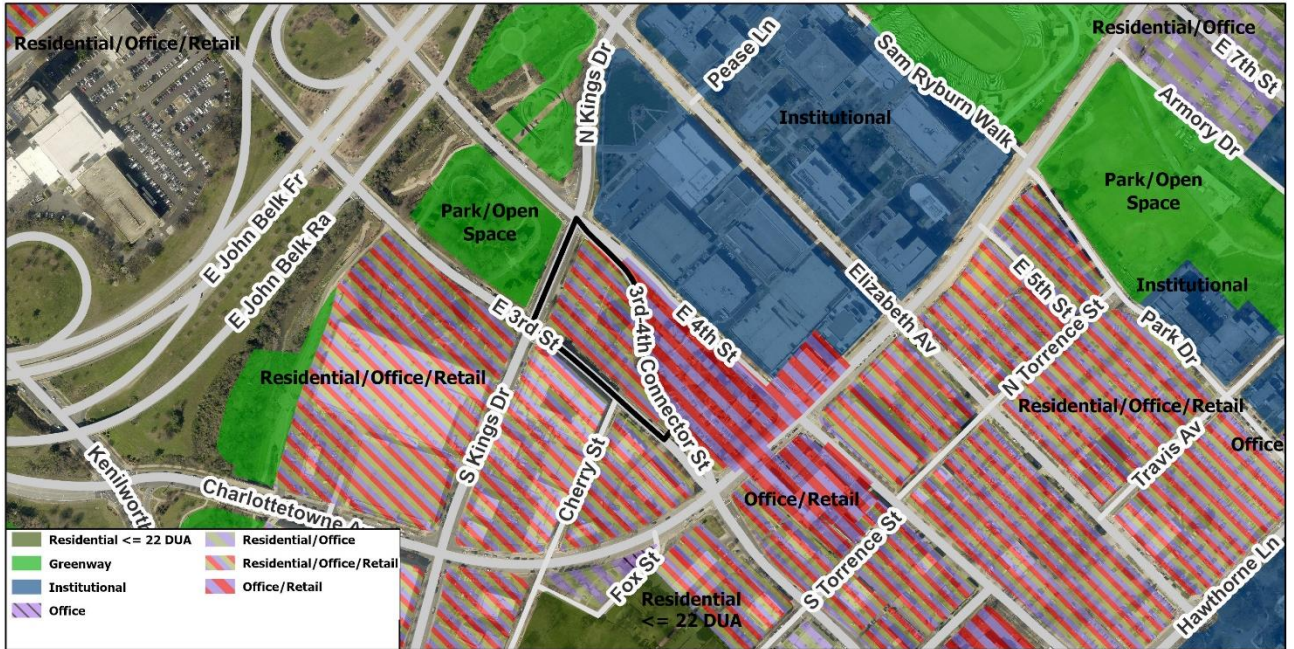 Residential/Office/Retail
Pease Ln
Sam Ryburn Walk
Residential/Office
E 7th St
N Kings Dr
Institutional
Armory Dr
E John Belk Fr
Park/Open
Space
Park/Open
Space
E John Belk Ra
3rd-4th Connector St
E 4th St
Elizabeth Av
E 5th St
Institutional
E 3rd St
N Torrence St
Park Dr
Residential/Office/Retail
S Kings Dr
Cherry St
Residential/Office/Retail
Office
Travis Av
Kenilworth
Charlottetowne A
Office/Retail
S Torrence St
Hawthorne Ln
Fox St
Residential
<= 22 DUA
Residential <= 22 DUA
Greenway
Institutional
Office
Residential/Office
Residential/Office/Retail
Office/Retail